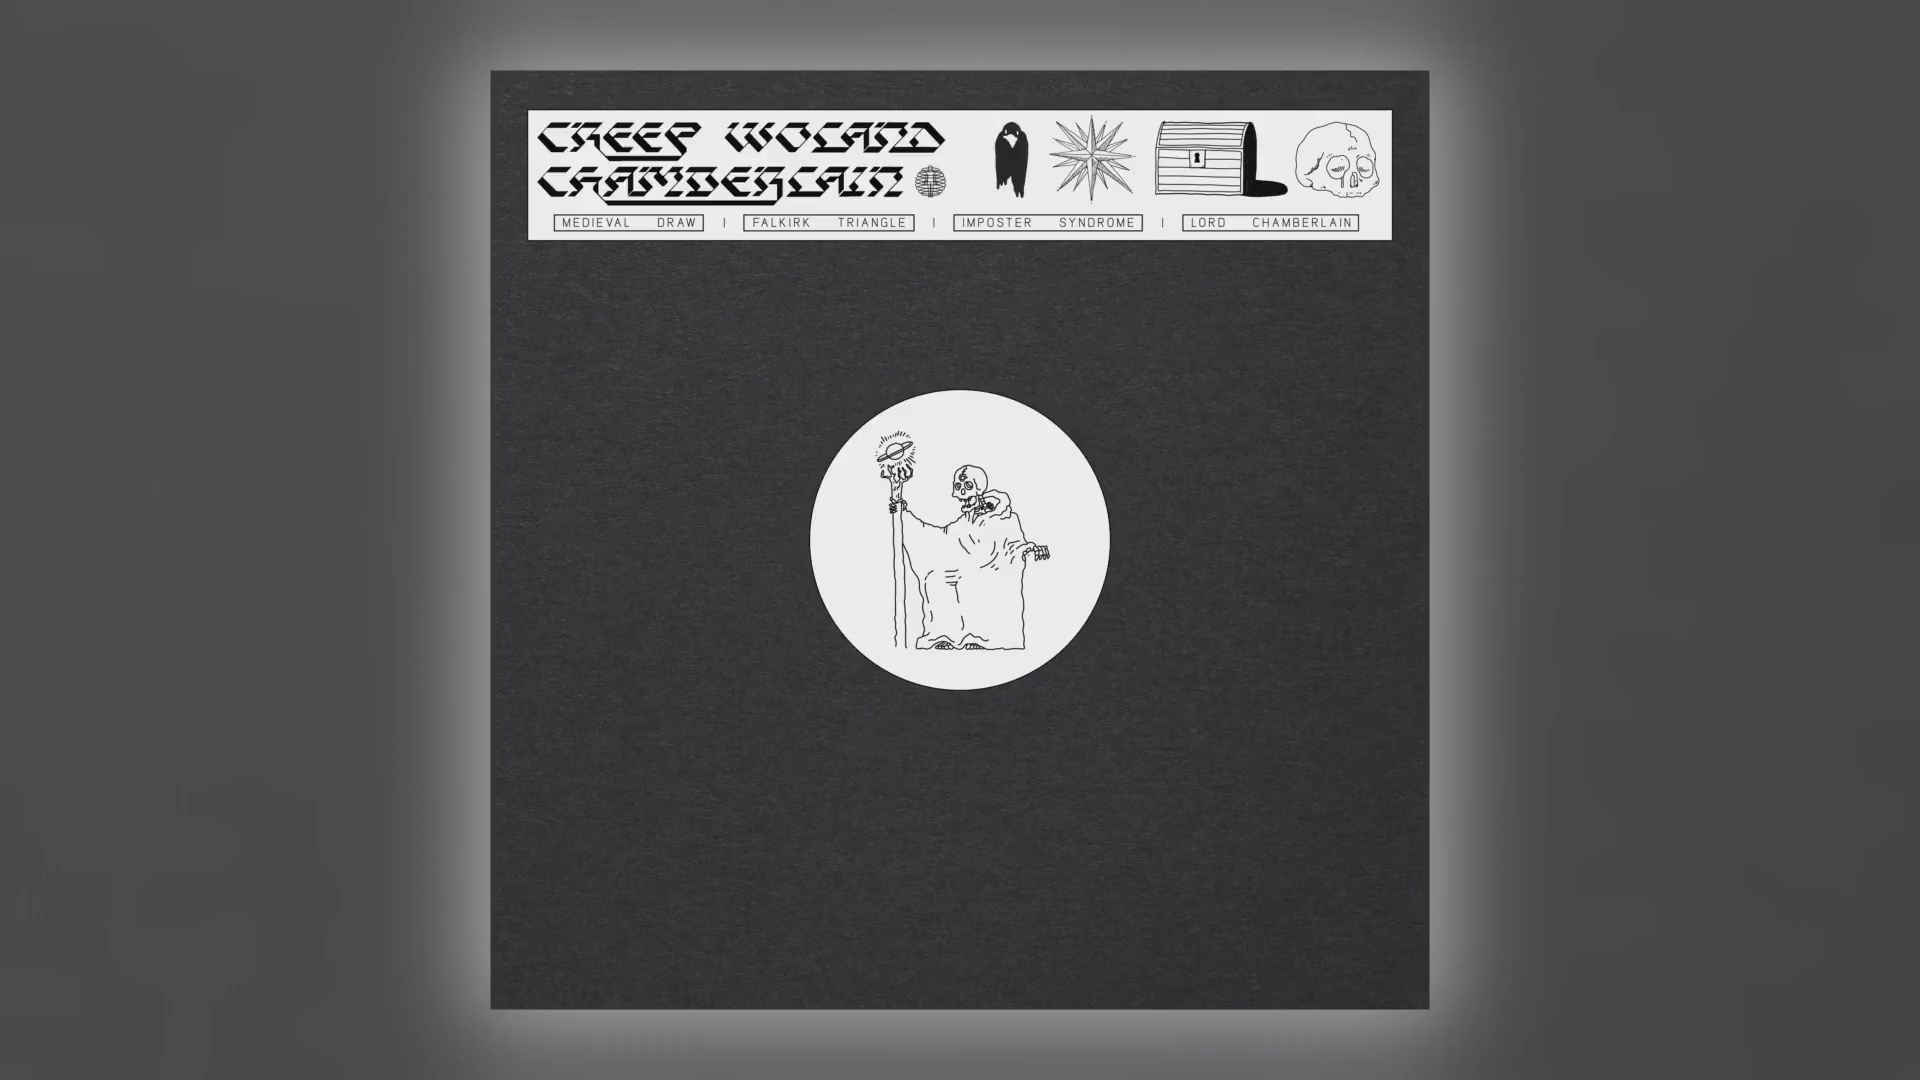 CREEP WOLAND
CHAMBERLAIN
MEDIEVAL DRAW | FALKIRK TRIANGLE | IMPOSTER SYNDROME | LORD CHAMBERLAIN